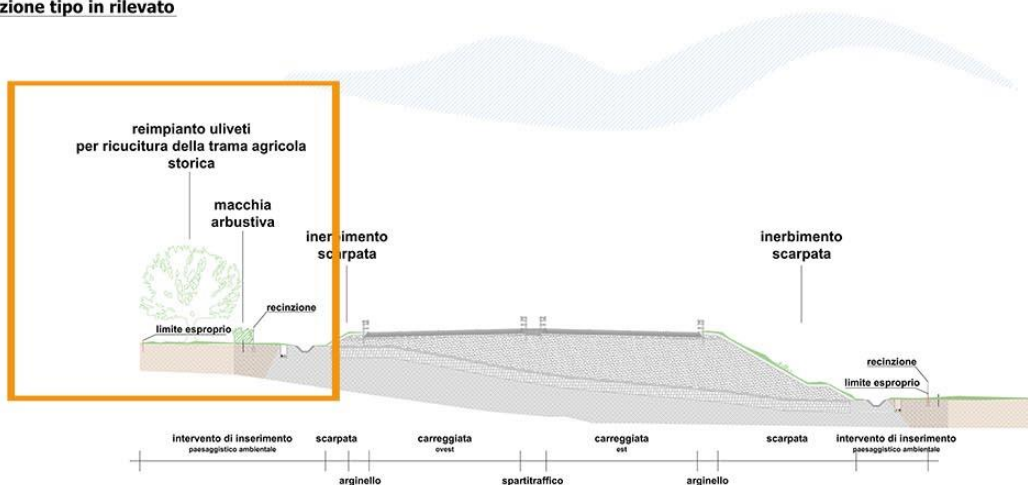 zione tipo in rilevato
reimpianto uliveti
per ricucitura della trama agricola
storica
macchia
arbustiva
inerbimento
scarpata
inerbimento
scarpata
recinzione
limite esproprio
recinzione
limite esproprio
intervento di inserimento
paesaggistico ambientale
scarpata
carreggiata
ovest
carreggiata
est
scarpata
intervento di inserimento
paesaggistico ambientale
arginello
spartitraffico
arginello